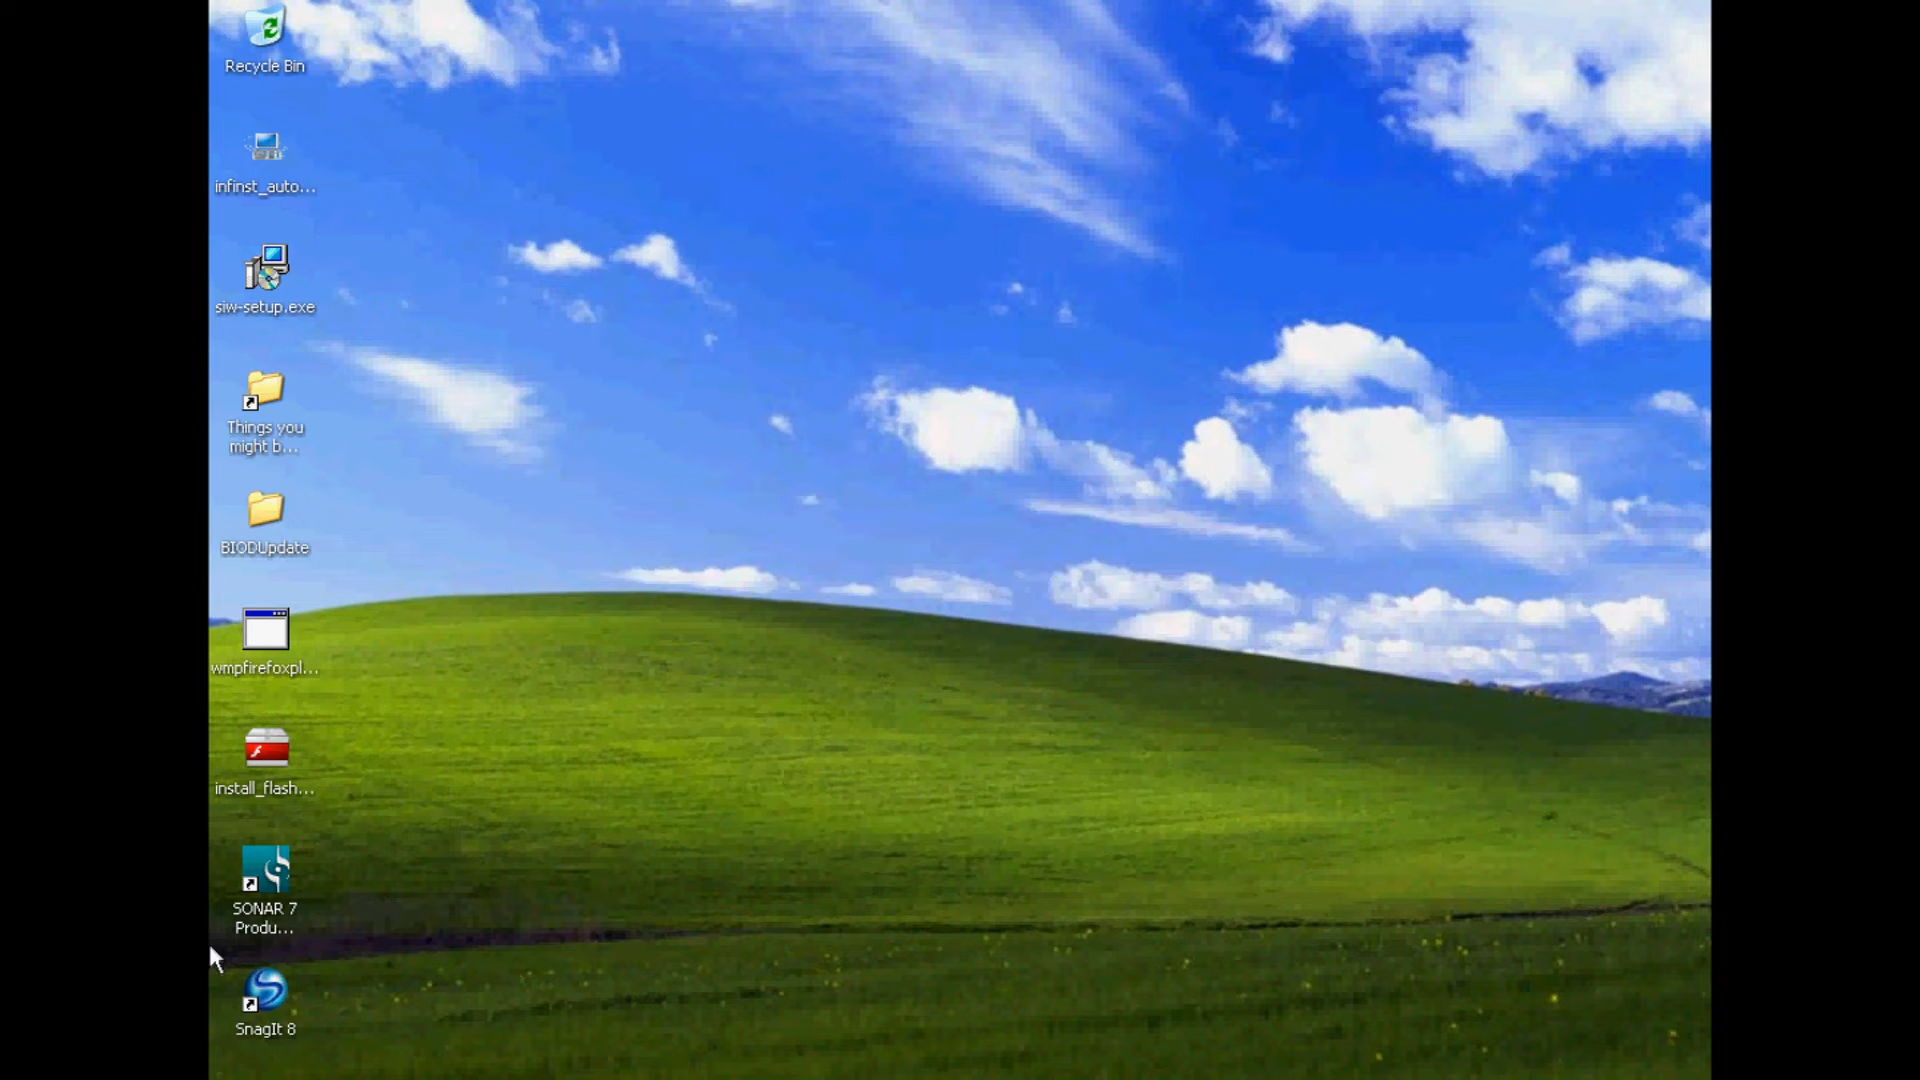 Recycle Bin
infinst_auto...
siw-setup.exe
Things you
might b...
BIODUpdate
wmpfirefoxpl...
install_flash...
SONAR 7
Produ...
SnagIt 8